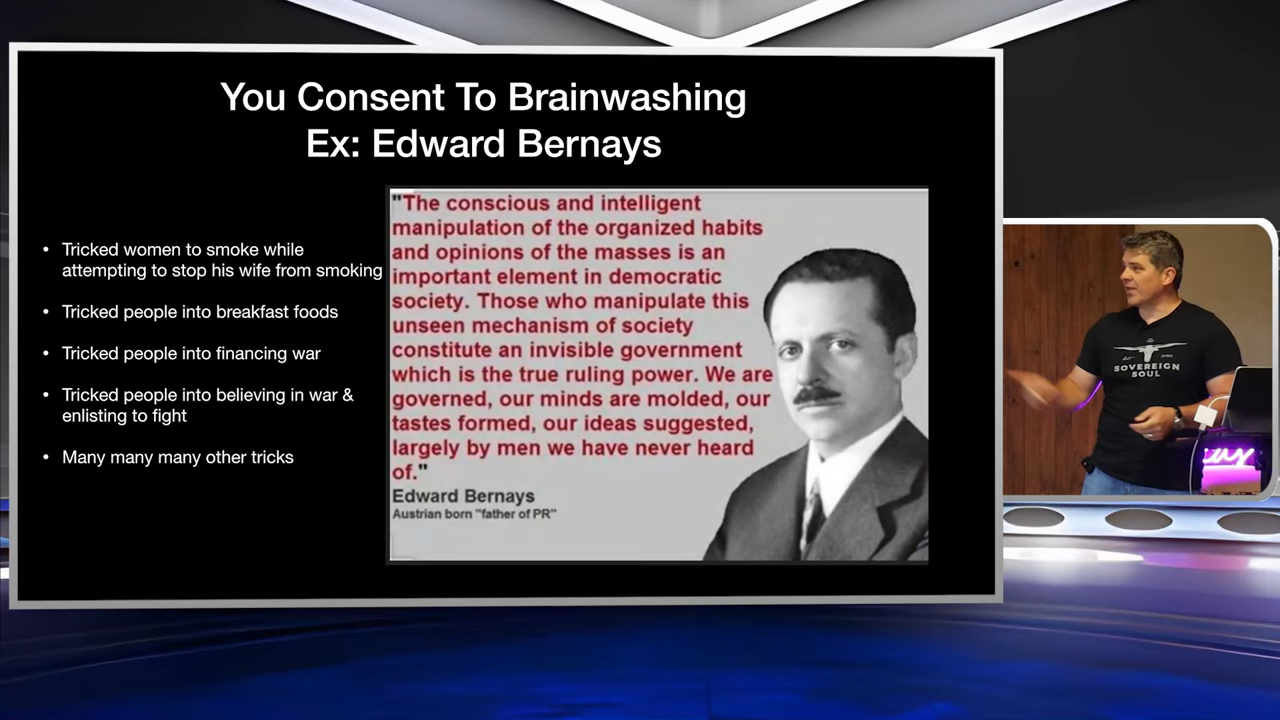 You Consent To Brainwashing
Ex: Edward Bernays
• Tricked women to smoke while
attempting to stop his wife from smoking
• Tricked people into breakfast foods
• Tricked people into financing war
• Tricked people into believing in war &
enlisting to fight
• Many many many other tricks
"The conscious and intelligent
manipulation of the organized habits
and opinions of the masses is an
important element in democratic
society. Those who manipulate this
unseen mechanism of society
constitute an invisible government
which is the true ruling power. We are
governed, our minds are molded, our
tastes formed, our ideas suggested,
largely by men we have never heard
of."
Edward Bernays
Austrian born "father of PR"
SOVEREIGN
SOUL